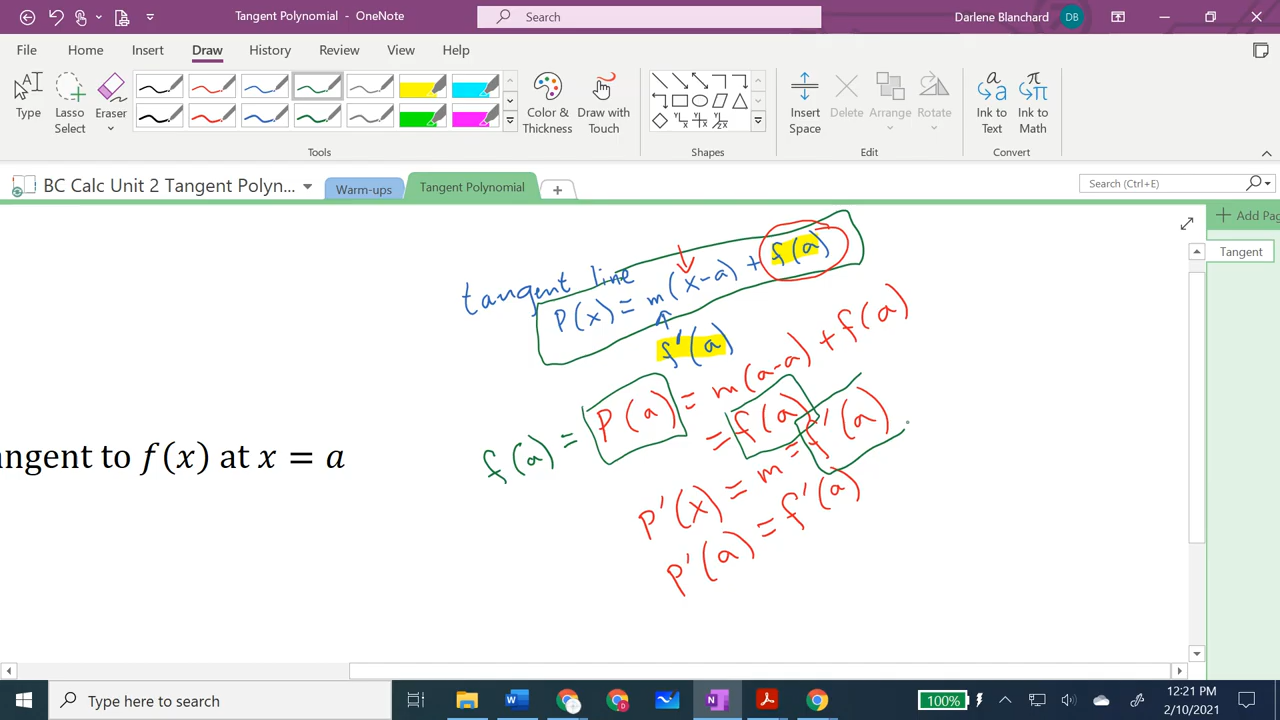 Tangent Polynomial - OneNote
Search
Darlene Blanchard
DB
File
Home
Insert
Draw
History
Review
View
Help
Type
Lasso Select
Eraser
Color & Thickness
Draw with Touch
Insert Space
Delete
Arrange
Rotate
Ink to Text
Ink to Math
Tools
Shapes
Edit
Convert
BC Calc Unit 2 Tangent Polyn...
Warm-ups
Tangent Polynomial
Search (Ctrl+E)
Add Pag
Tangent
tangent line
P(x) = m(x-a) + f(a)
f'(a)
P(a) = m(a-a) + f(a)
f(a) =
= f(a)
angent to f(x) at x = a
P'(x) = m = f'(a)
P'(a) = f'(a)
Type here to search
100%
12:21 PM
2/10/2021